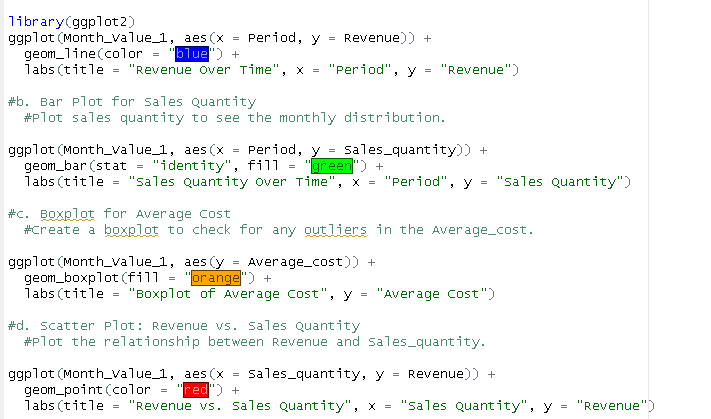 library(ggplot2)
ggplot(Month_Value_1, aes(x = Period, y = Revenue)) +
  geom_line(color = "blue") +
  labs(title = "Revenue Over Time", x = "Period", y = "Revenue")

#b. Bar Plot for Sales Quantity
  #Plot sales quantity to see the monthly distribution.

ggplot(Month_Value_1, aes(x = Period, y = Sales_quantity)) +
  geom_bar(stat = "identity", fill = "green") +
  labs(title = "Sales Quantity Over Time", x = "Period", y = "Sales Quantity")

#c. Boxplot for Average Cost
  #Create a boxplot to check for any outliers in the Average_cost.

ggplot(Month_Value_1, aes(y = Average_cost)) +
  geom_boxplot(fill = "orange") +
  labs(title = "Boxplot of Average Cost", y = "Average Cost")

#d. Scatter Plot: Revenue vs. Sales Quantity
  #Plot the relationship between Revenue and Sales_quantity.

ggplot(Month_Value_1, aes(x = Sales_quantity, y = Revenue)) +
  geom_point(color = "red") +
  labs(title = "Revenue vs. Sales Quantity", x = "Sales Quantity", y = "Revenue")